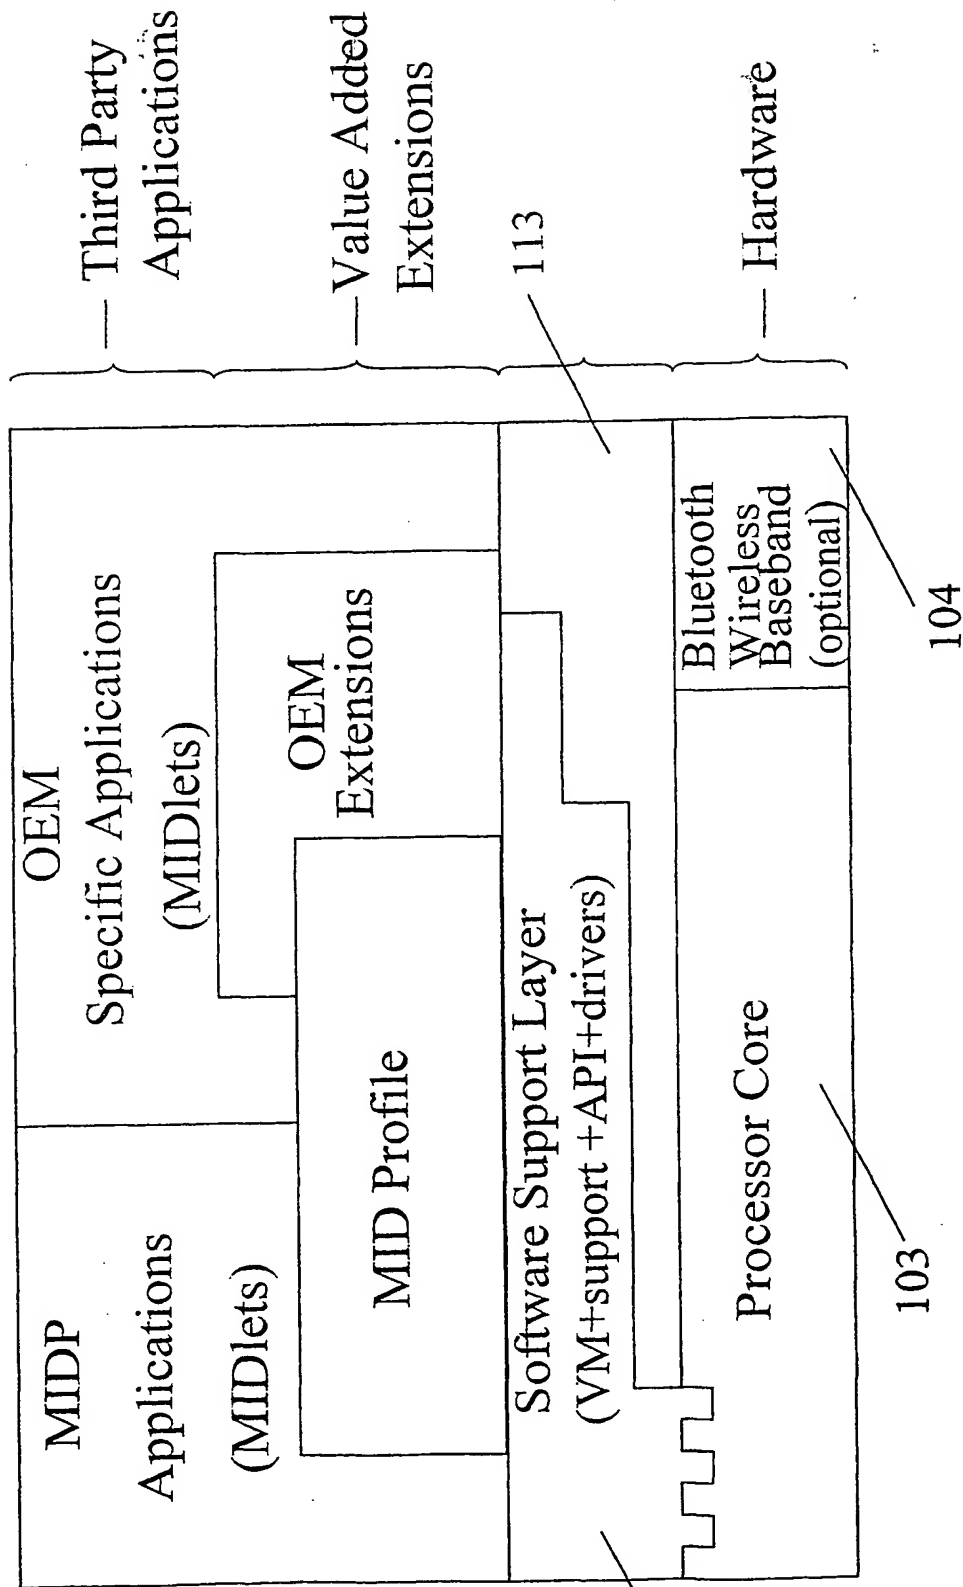 MIDP
Applications
(MIDlets)
OEM
Specific Applications
(MIDlets)
Third Party
Applications
MID Profile
OEM
Extensions
Value Added
Extensions
Software Support Layer
(VM+support +API+drivers)
113
Processor Core
Bluetooth
Wireless
Baseband
(optional)
Hardware
103
104